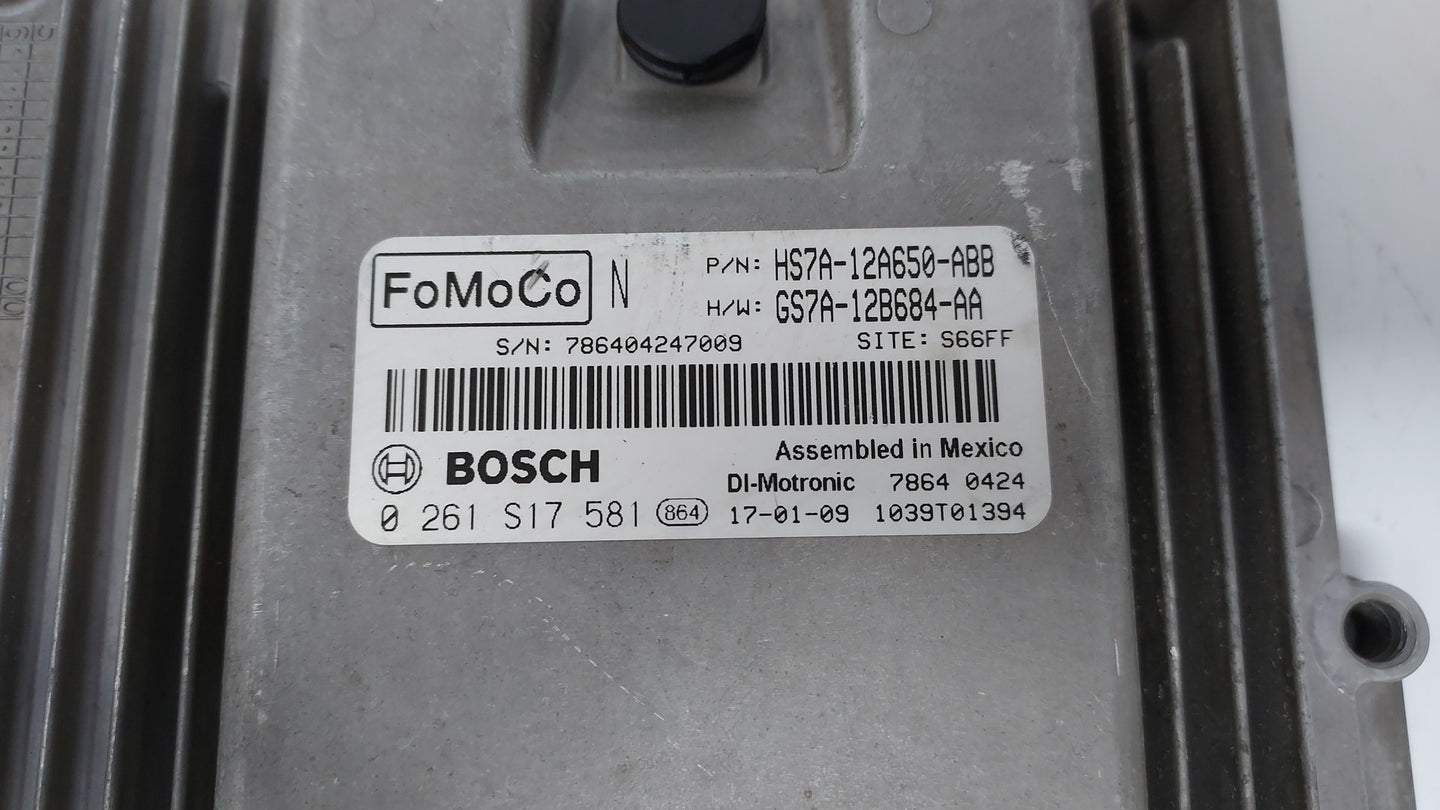 FoMoCo N P/N: HS7A-12A650-ABB
H/W: GS7A-12B684-AA
S/N: 786404247009 SITE: S66FF
Assembled in Mexico
BOSCH DI-Motronic 7864 0424
0 261 S17 581 864 17-01-09 1039T01394